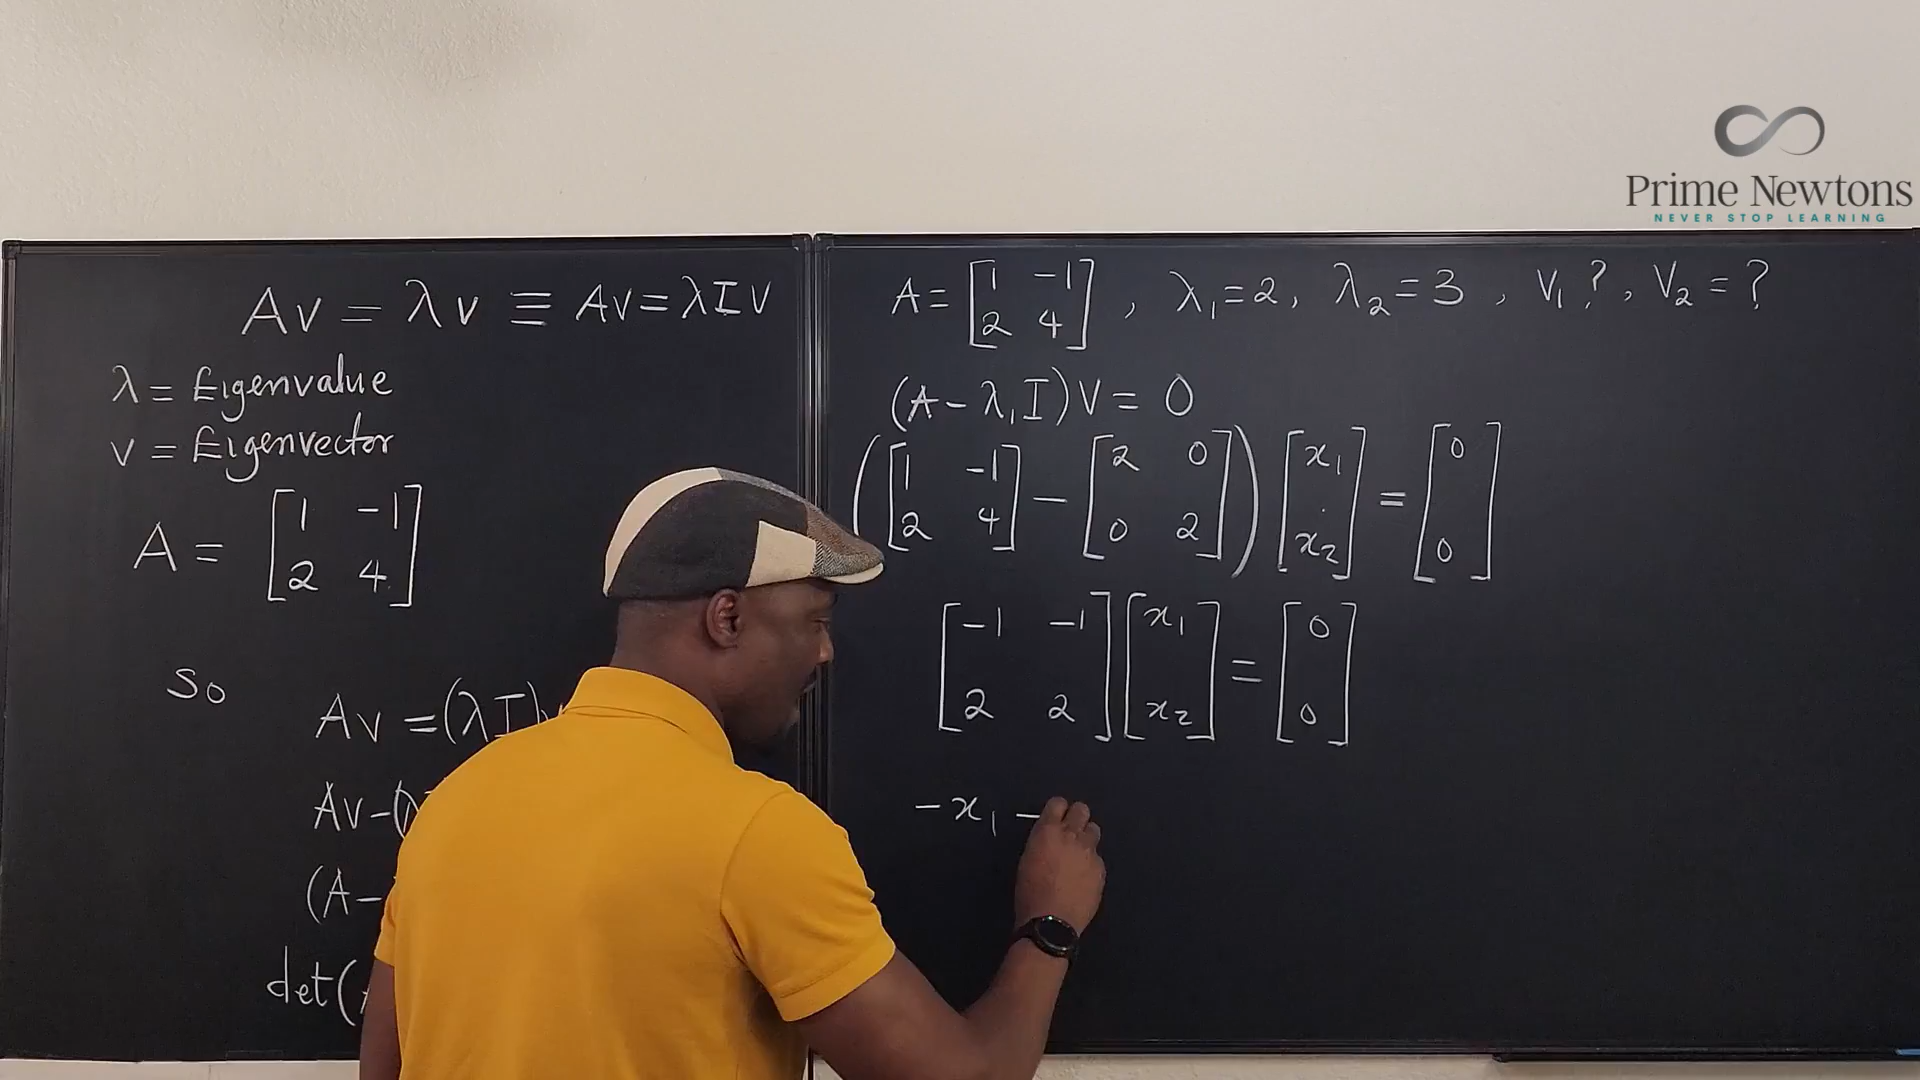 Prime Newtons
NEVER STOP LEARNING
Av = λv ≡ Av = λIV
λ = Eigenvalue
v = Eigenvector
A = [1 -1
2 4]
So
Av = (λI)
Av - (
(A -
det(
A = [1 -1
2 4], λ₁ = 2, λ₂ = 3, V₁ ?, V₂ = ?
(A - λ₁I)V = 0
([1 -1
2 4] - [2 0
0 2]) [x₁
x₂] = [0
0]
[-1 -1
2 2] [x₁
x₂] = [0
0]
-x₁ -